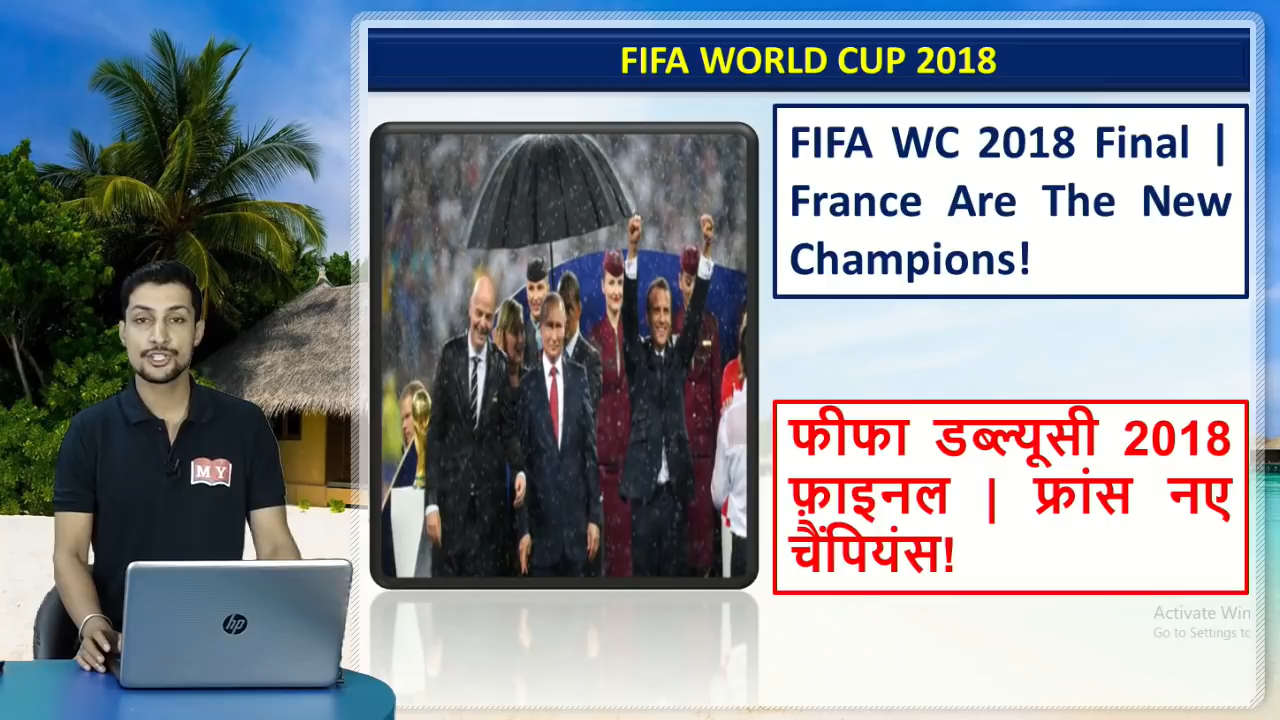 FIFA WORLD CUP 2018
FIFA WC 2018 Final |
France Are The New
Champions!
फीफा डब्ल्यूसी 2018
फ़ाइनल | फ्रांस नए
चैंपियंस!
MY
hp
Activate Win
Go to Settings tc